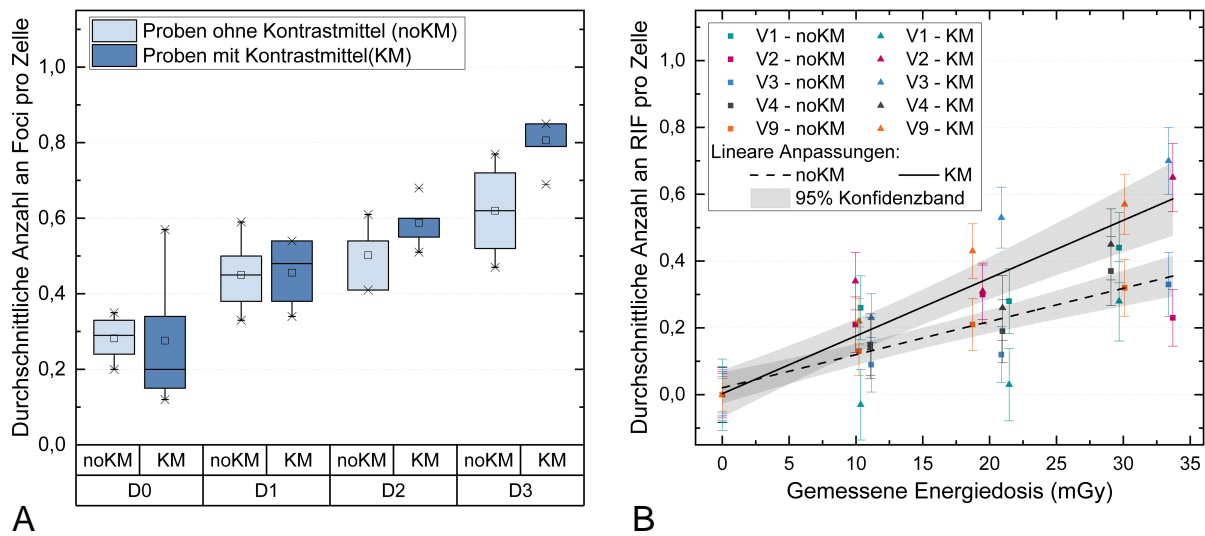 Durchschnittliche Anzahl an Foci pro Zelle
1,0
0,8
0,6
0,4
0,2
0,0
Proben ohne Kontrastmittel (noKM)
Proben mit Kontrastmittel(KM)
noKM KM noKM KM noKM KM noKM KM
D0 D1 D2 D3
A
Durchschnittliche Anzahl an RIF pro Zelle
1,0
0,8
0,6
0,4
0,2
0,0
V1 - noKM V1 - KM
V2 - noKM V2 - KM
V3 - noKM V3 - KM
V4 - noKM V4 - KM
V9 - noKM V9 - KM
Lineare Anpassungen:
noKM KM
95% Konfidenzband
0 5 10 15 20 25 30 35
Gemessene Energiedosis (mGy)
B